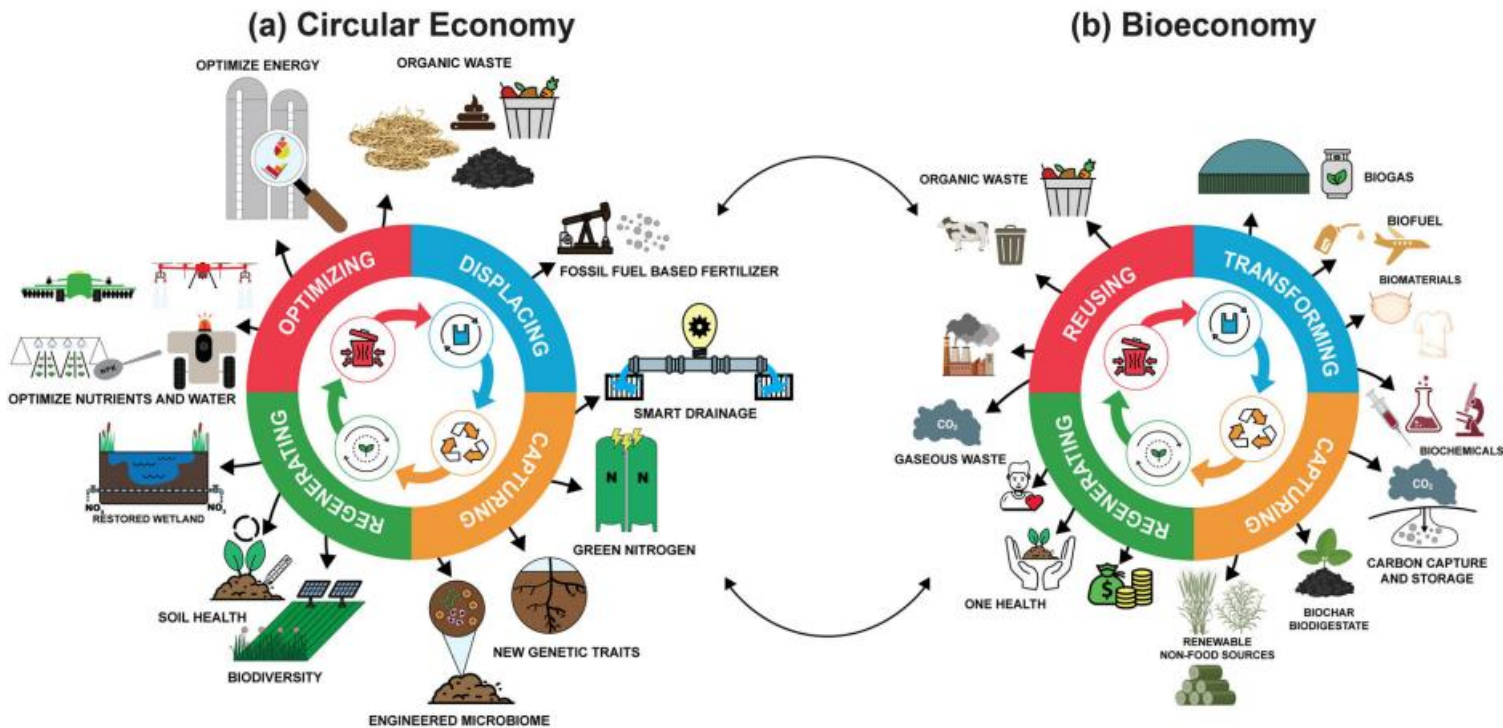 (a) Circular Economy
OPTIMIZE ENERGY
ORGANIC WASTE
FOSSIL FUEL BASED FERTILIZER
OPTIMIZING
DISPLACING
NPK
OPTIMIZE NUTRIENTS AND WATER
SMART DRAINAGE
REGENERATING
CAPTURING
NO₃
NO₃
RESTORED WETLAND
N N
GREEN NITROGEN
SOIL HEALTH
BIODIVERSITY
NEW GENETIC TRAITS
ENGINEERED MICROBIOME
(b) Bioeconomy
ORGANIC WASTE
BIOGAS
BIOFUEL
BIOMATERIALS
REUSING
TRANSFORMING
CO₂
GASEOUS WASTE
BIOCHEMICALS
REGENERATING
CAPTURING
CO₂
CARBON CAPTURE
AND STORAGE
ONE HEALTH
$
BIOCHAR
BIODIGESTATE
RENEWABLE
NON-FOOD SOURCES